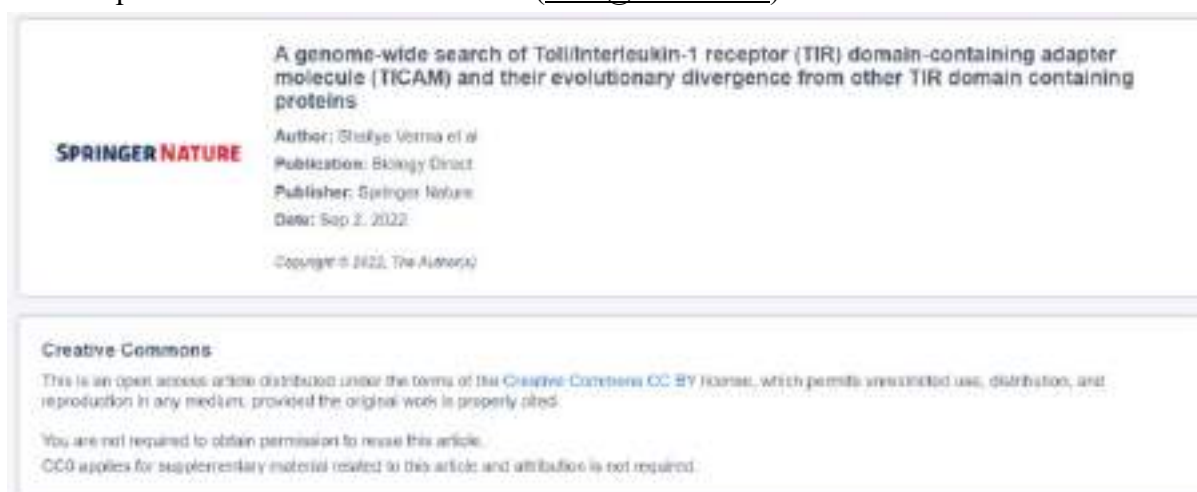 A genome-wide search of Toll/Interleukin-1 receptor (TIR) domain-containing adapter
molecule (TICAM) and their evolutionary divergence from other TIR domain containing
proteins
SPRINGER NATURE
Author: Verma et al
Publication: Biology Direct
Publisher: Springer Nature
Date: Sep 2, 2022
Copyright © 2022, The Author(s)
Creative Commons
This is an open access article distributed under the terms of the Creative Commons CC BY license, which permits unrestricted use, distribution, and
reproduction in any medium, provided the original work is properly cited.
You are not required to obtain permission to reuse this article.
CC0 applies for supplementary material related to this article and attribution is not required.